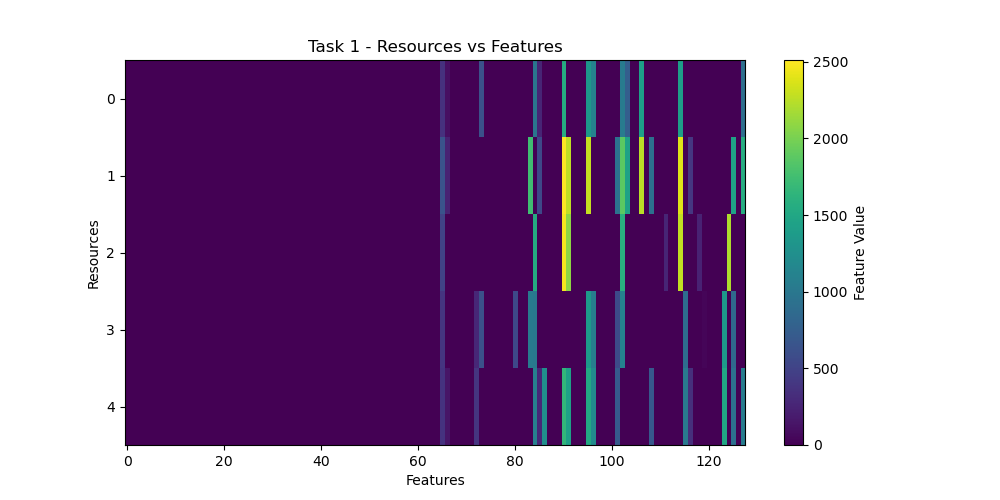 Task 1 - Resources vs Features
Resources
0
1
2
3
4
0 20 40 60 80 100 120
Features
2500
2000
1500
1000
500
0
Feature Value